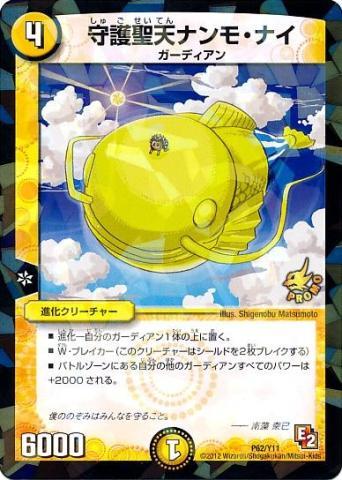 4
しゅごせいてん
守護聖天ナンモ・ナイ
ガーディアン
PROMO
illus. Shigenobu Matsumoto
進化クリーチャー
■ 進化―自分のガーディアン1体の上に置く。
■ W・ブレイカー(このクリーチャーはシールドを2枚ブレイクする)
■ バトルゾーンにある自分の他のガーディアンすべてのパワーは
+2000される。
僕ののぞみはみんなを守ること。
—— 南藻 奈已
6000
1
E2
P62/Y11
©2012 Wizards/Shogakukan/Mitsui-Kids